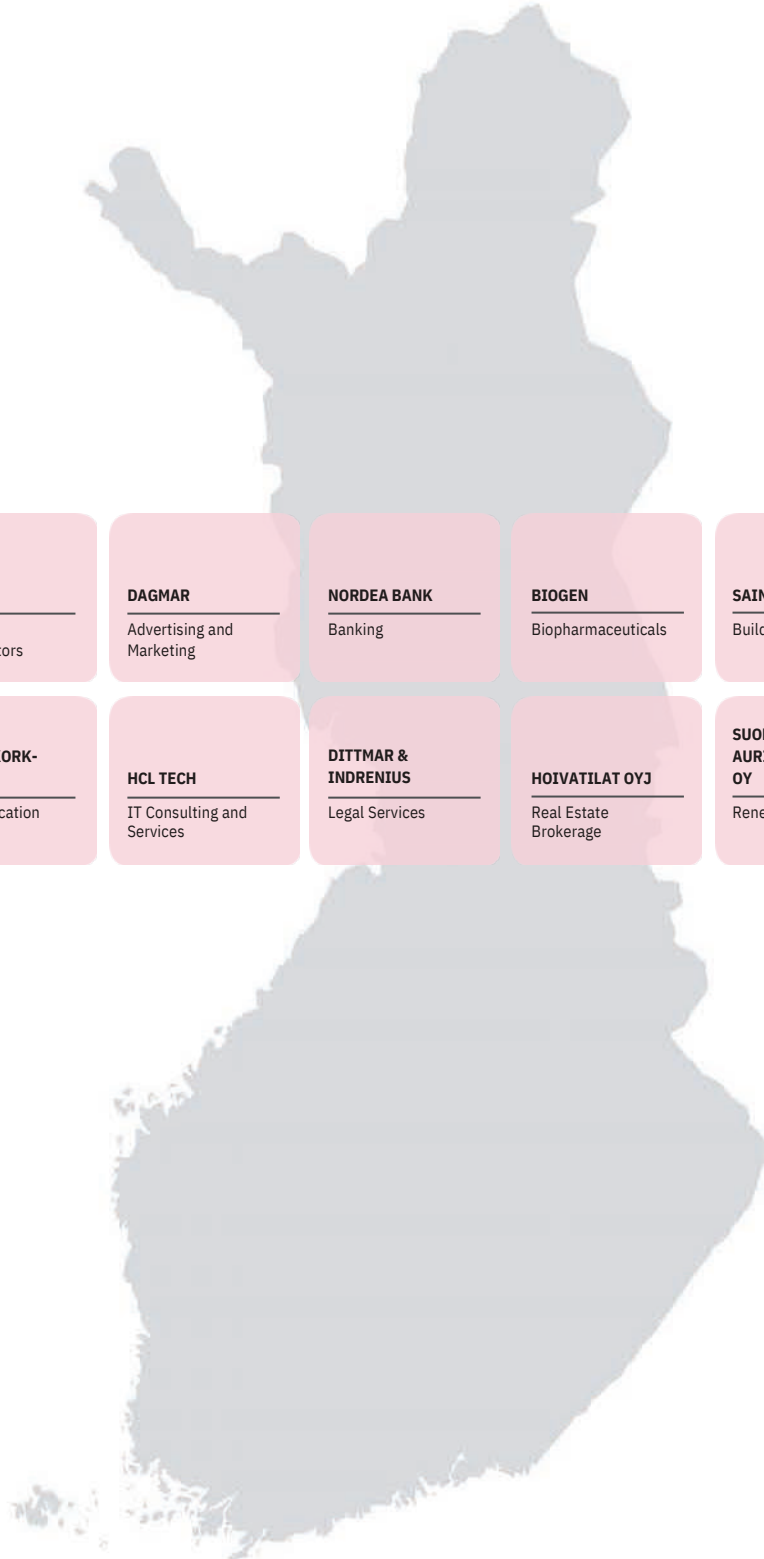 DAGMAR
Advertising and
Marketing
NORDEA BANK
Banking
BIOGEN
Biopharmaceuticals
HCL TECH
IT Consulting and
Services
DITTMAR &
INDRENIUS
Legal Services
HOIVATILAT OYJ
Real Estate
Brokerage
OY